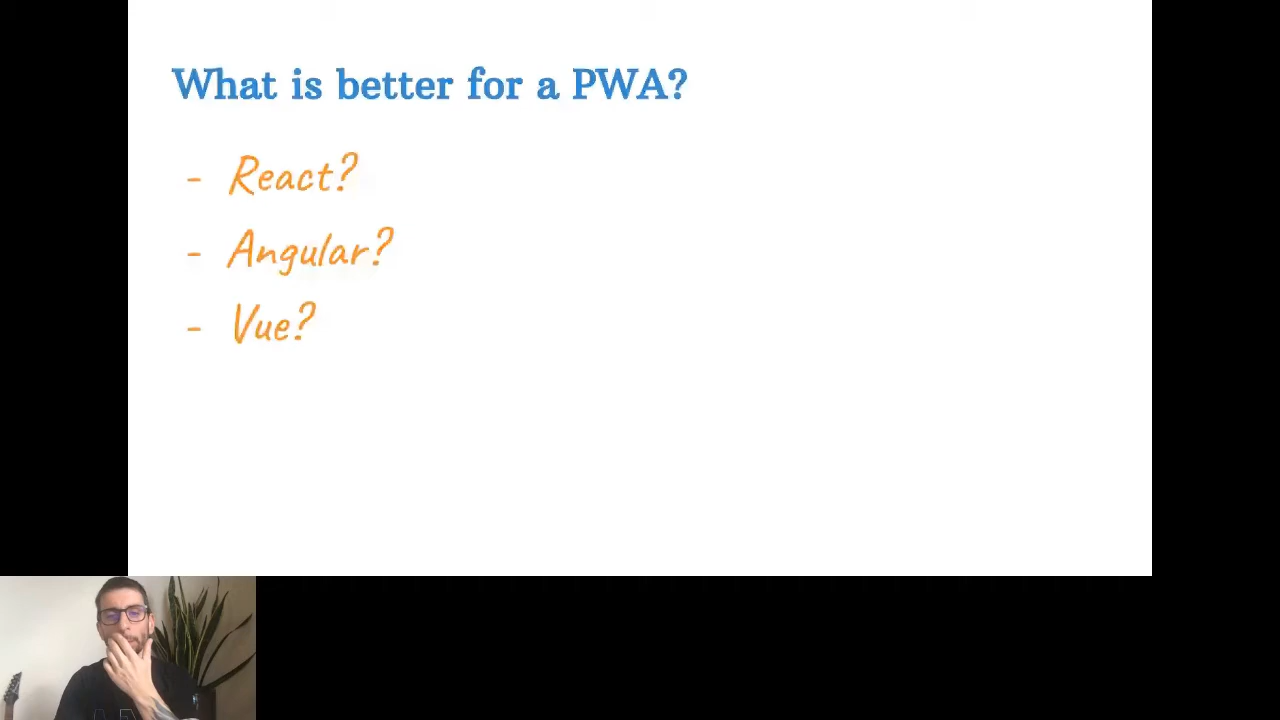 What is better for a PWA?
- React?
- Angular?
- Vue?